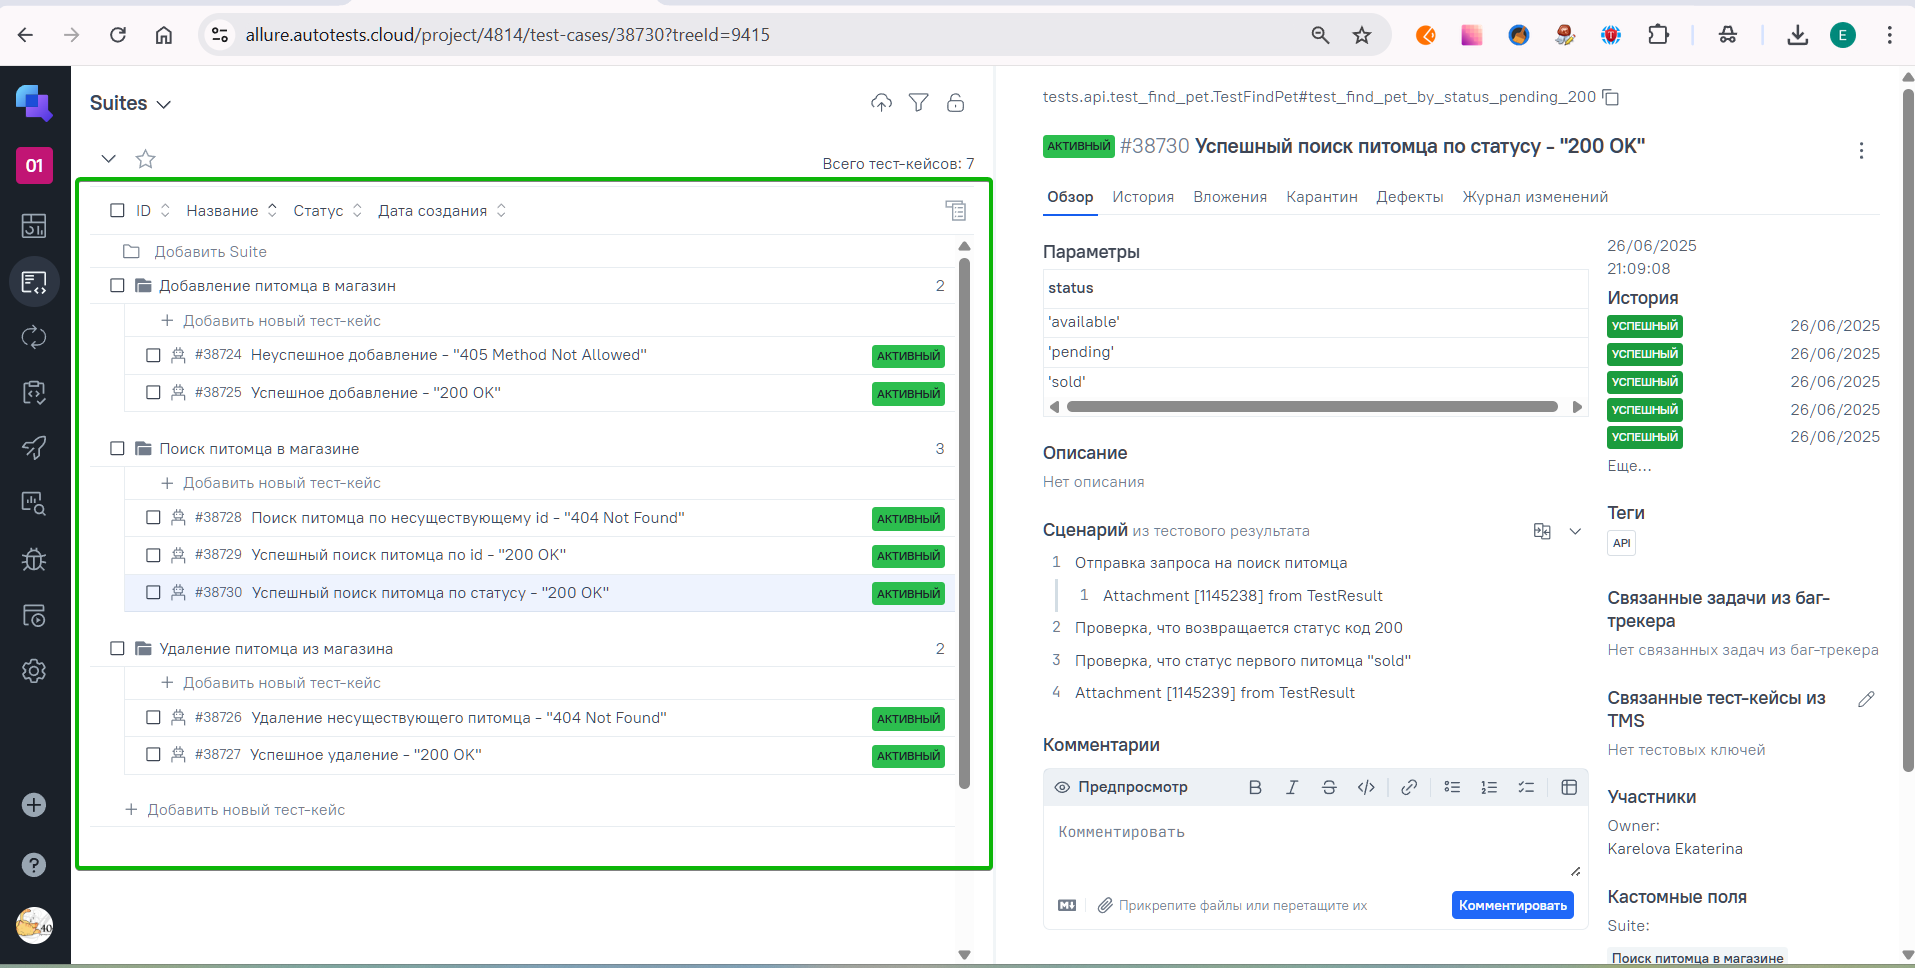 allure.autotests.cloud/project/4814/test-cases/38730?treeId=9415
E
01
Suites
Всего тест-кейсов: 7
ID Название Статус Дата создания
Добавить Suite
Добавление питомца в магазин 2
Добавить новый тест-кейс
#38724 Неуспешное добавление - "405 Method Not Allowed" АКТИВНЫЙ
#38725 Успешное добавление - "200 OK" АКТИВНЫЙ
Поиск питомца в магазине 3
Добавить новый тест-кейс
#38728 Поиск питомца по несуществующему id - "404 Not Found" АКТИВНЫЙ
#38729 Успешный поиск питомца по id - "200 OK" АКТИВНЫЙ
#38730 Успешный поиск питомца по статусу - "200 OK" АКТИВНЫЙ
Удаление питомца из магазина 2
Добавить новый тест-кейс
#38726 Удаление несуществующего питомца - "404 Not Found" АКТИВНЫЙ
#38727 Успешное удаление - "200 OK" АКТИВНЫЙ
Добавить новый тест-кейс
tests.api.test_find_pet.TestFindPet#test_find_pet_by_status_pending_200
АКТИВНЫЙ #38730 Успешный поиск питомца по статусу - "200 OK"
Обзор История Вложения Карантин Дефекты Журнал изменений
Параметры
status
'available'
'pending'
'sold'
Описание
Нет описания
Сценарий из тестового результата
1 Отправка запроса на поиск питомца
1 Attachment [1145238] from TestResult
2 Проверка, что возвращается статус код 200
3 Проверка, что статус первого питомца "sold"
4 Attachment [1145239] from TestResult
Комментарии
Предпросмотр
Комментировать
Прикрепите файлы или перетащите их
Комментировать
26/06/2025
21:09:08
История
УСПЕШНЫЙ 26/06/2025
УСПЕШНЫЙ 26/06/2025
УСПЕШНЫЙ 26/06/2025
УСПЕШНЫЙ 26/06/2025
УСПЕШНЫЙ 26/06/2025
Еще...
Теги
API
Связанные задачи из баг-
трекера
Нет связанных задач из баг-трекера
Связанные тест-кейсы из
TMS
Нет тестовых ключей
Участники
Owner:
Karelova Ekaterina
Кастомные поля
Suite:
Поиск питомца в магазине